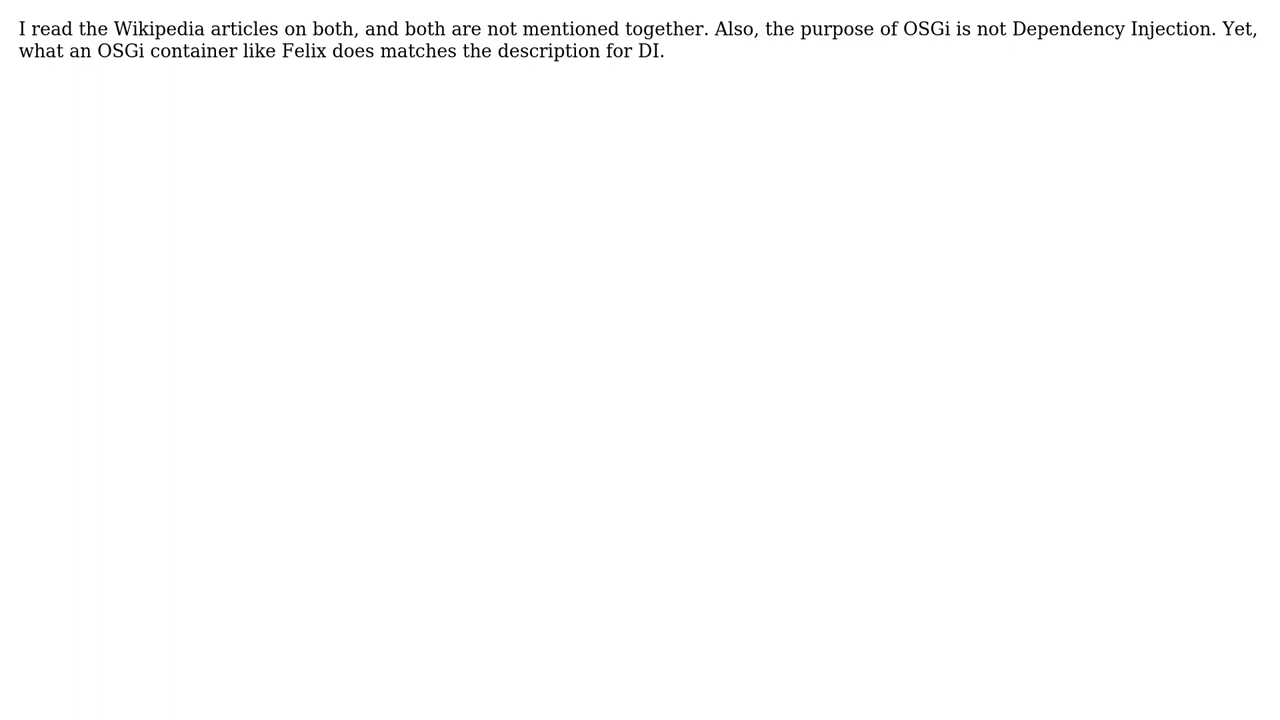 I read the Wikipedia articles on both, and both are not mentioned together. Also, the purpose of OSGi is not Dependency Injection. Yet,
what an OSGi container like Felix does matches the description for DI.